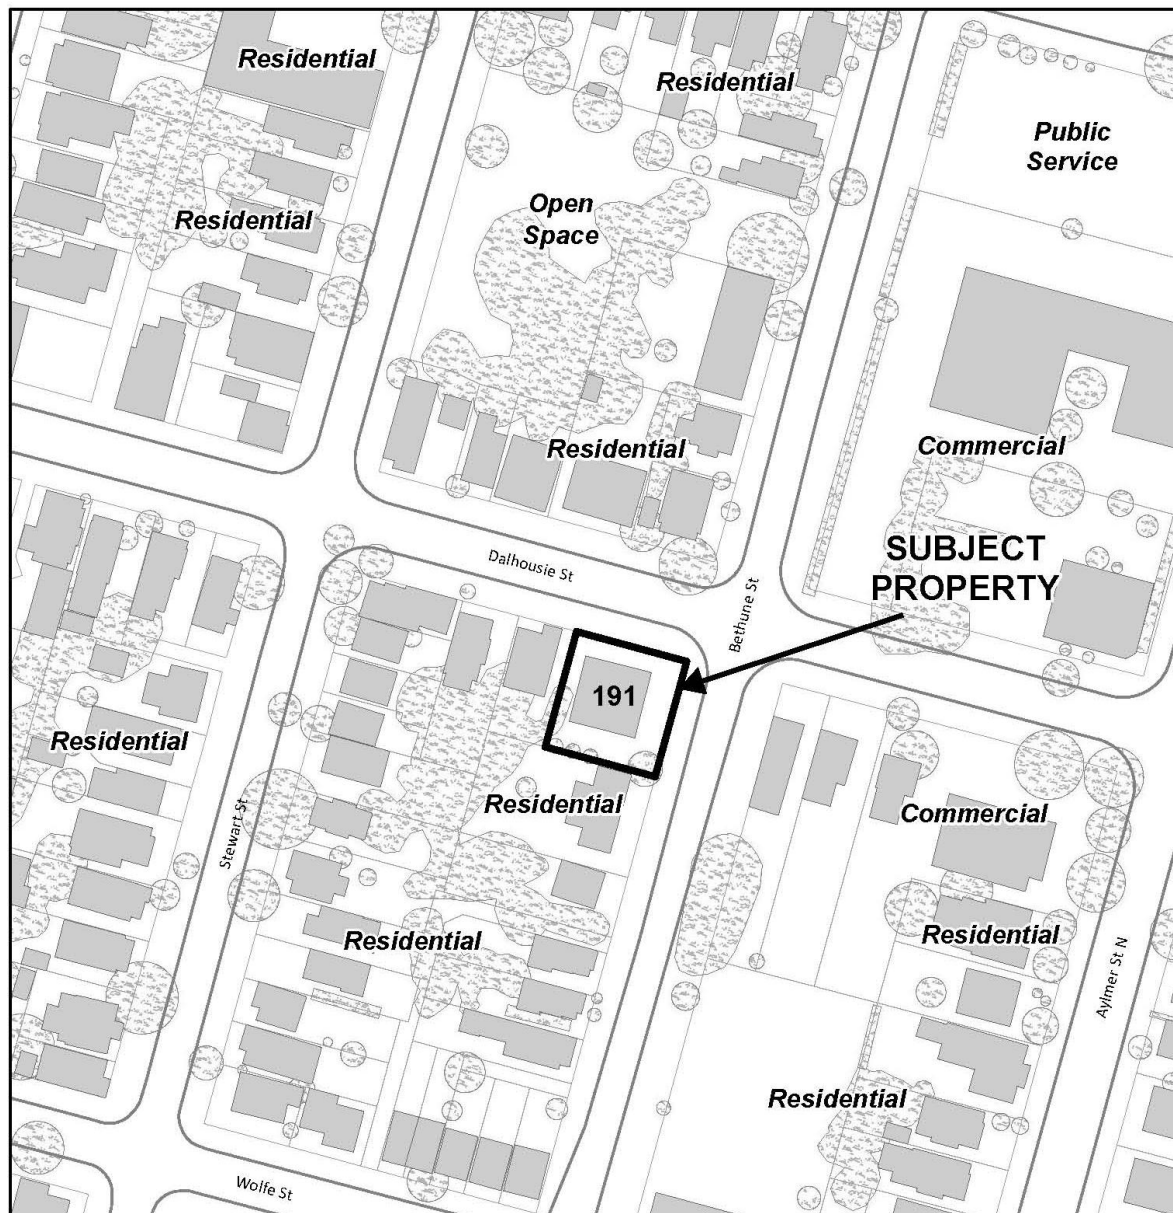 Residential
Residential
Public
Service
Residential
Open
Space
Residential
Commercial
SUBJECT
PROPERTY
Dalhousie St
Bethune St
191
Residential
Residential
Commercial
Stewart St
Residential
Residential
Aylmer St N
Residential
Wolfe St